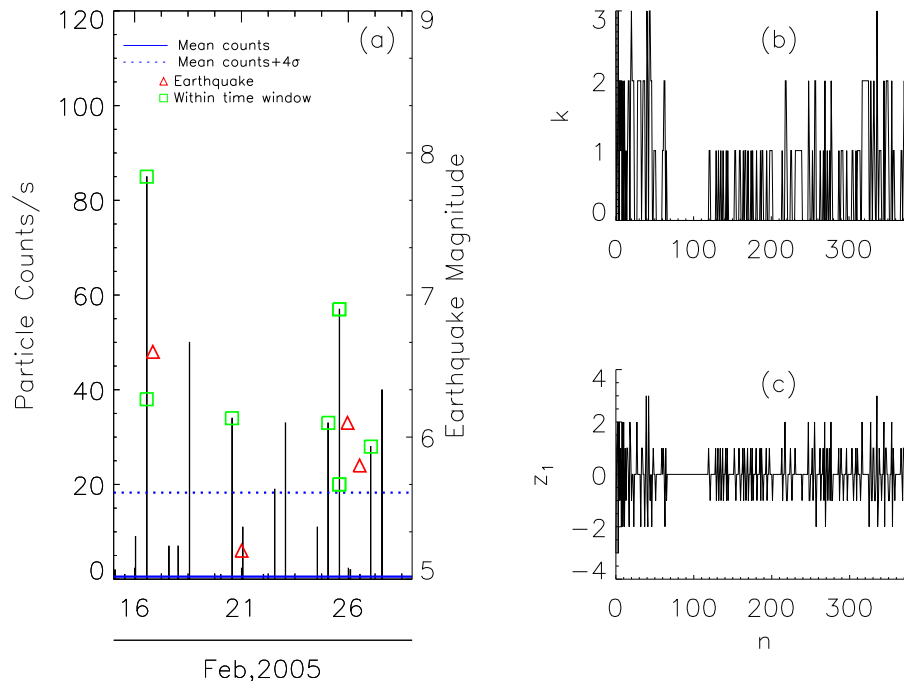 (a)
Mean counts
Mean counts+4σ
Earthquake
Within time window
Particle Counts/s
120
100
80
60
40
20
0
Earthquake Magnitude
9
8
7
6
5
16 21 26
Feb,2005
(b)
k
3
2
1
0
0 100 200 300
(c)
z1
4
2
0
−2
−4
0 100 200 300
n